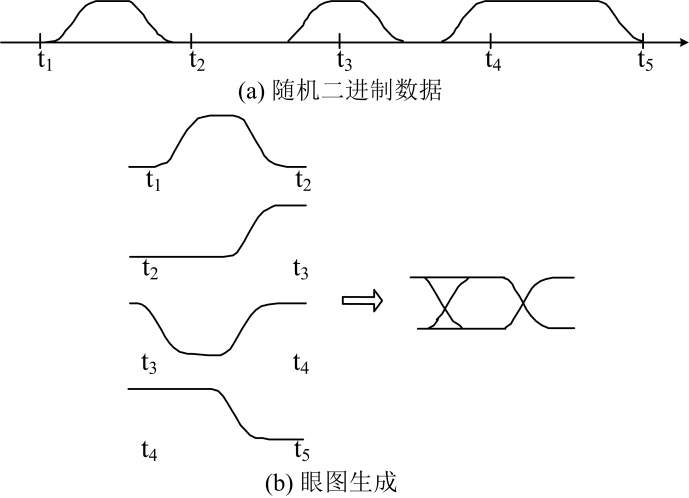 t₁ t₂ t₃ t₄ t₅
(a) 随机二进制数据
t₁ t₂
t₂ t₃
t₃ t₄
t₄ t₅
(b) 眼图生成